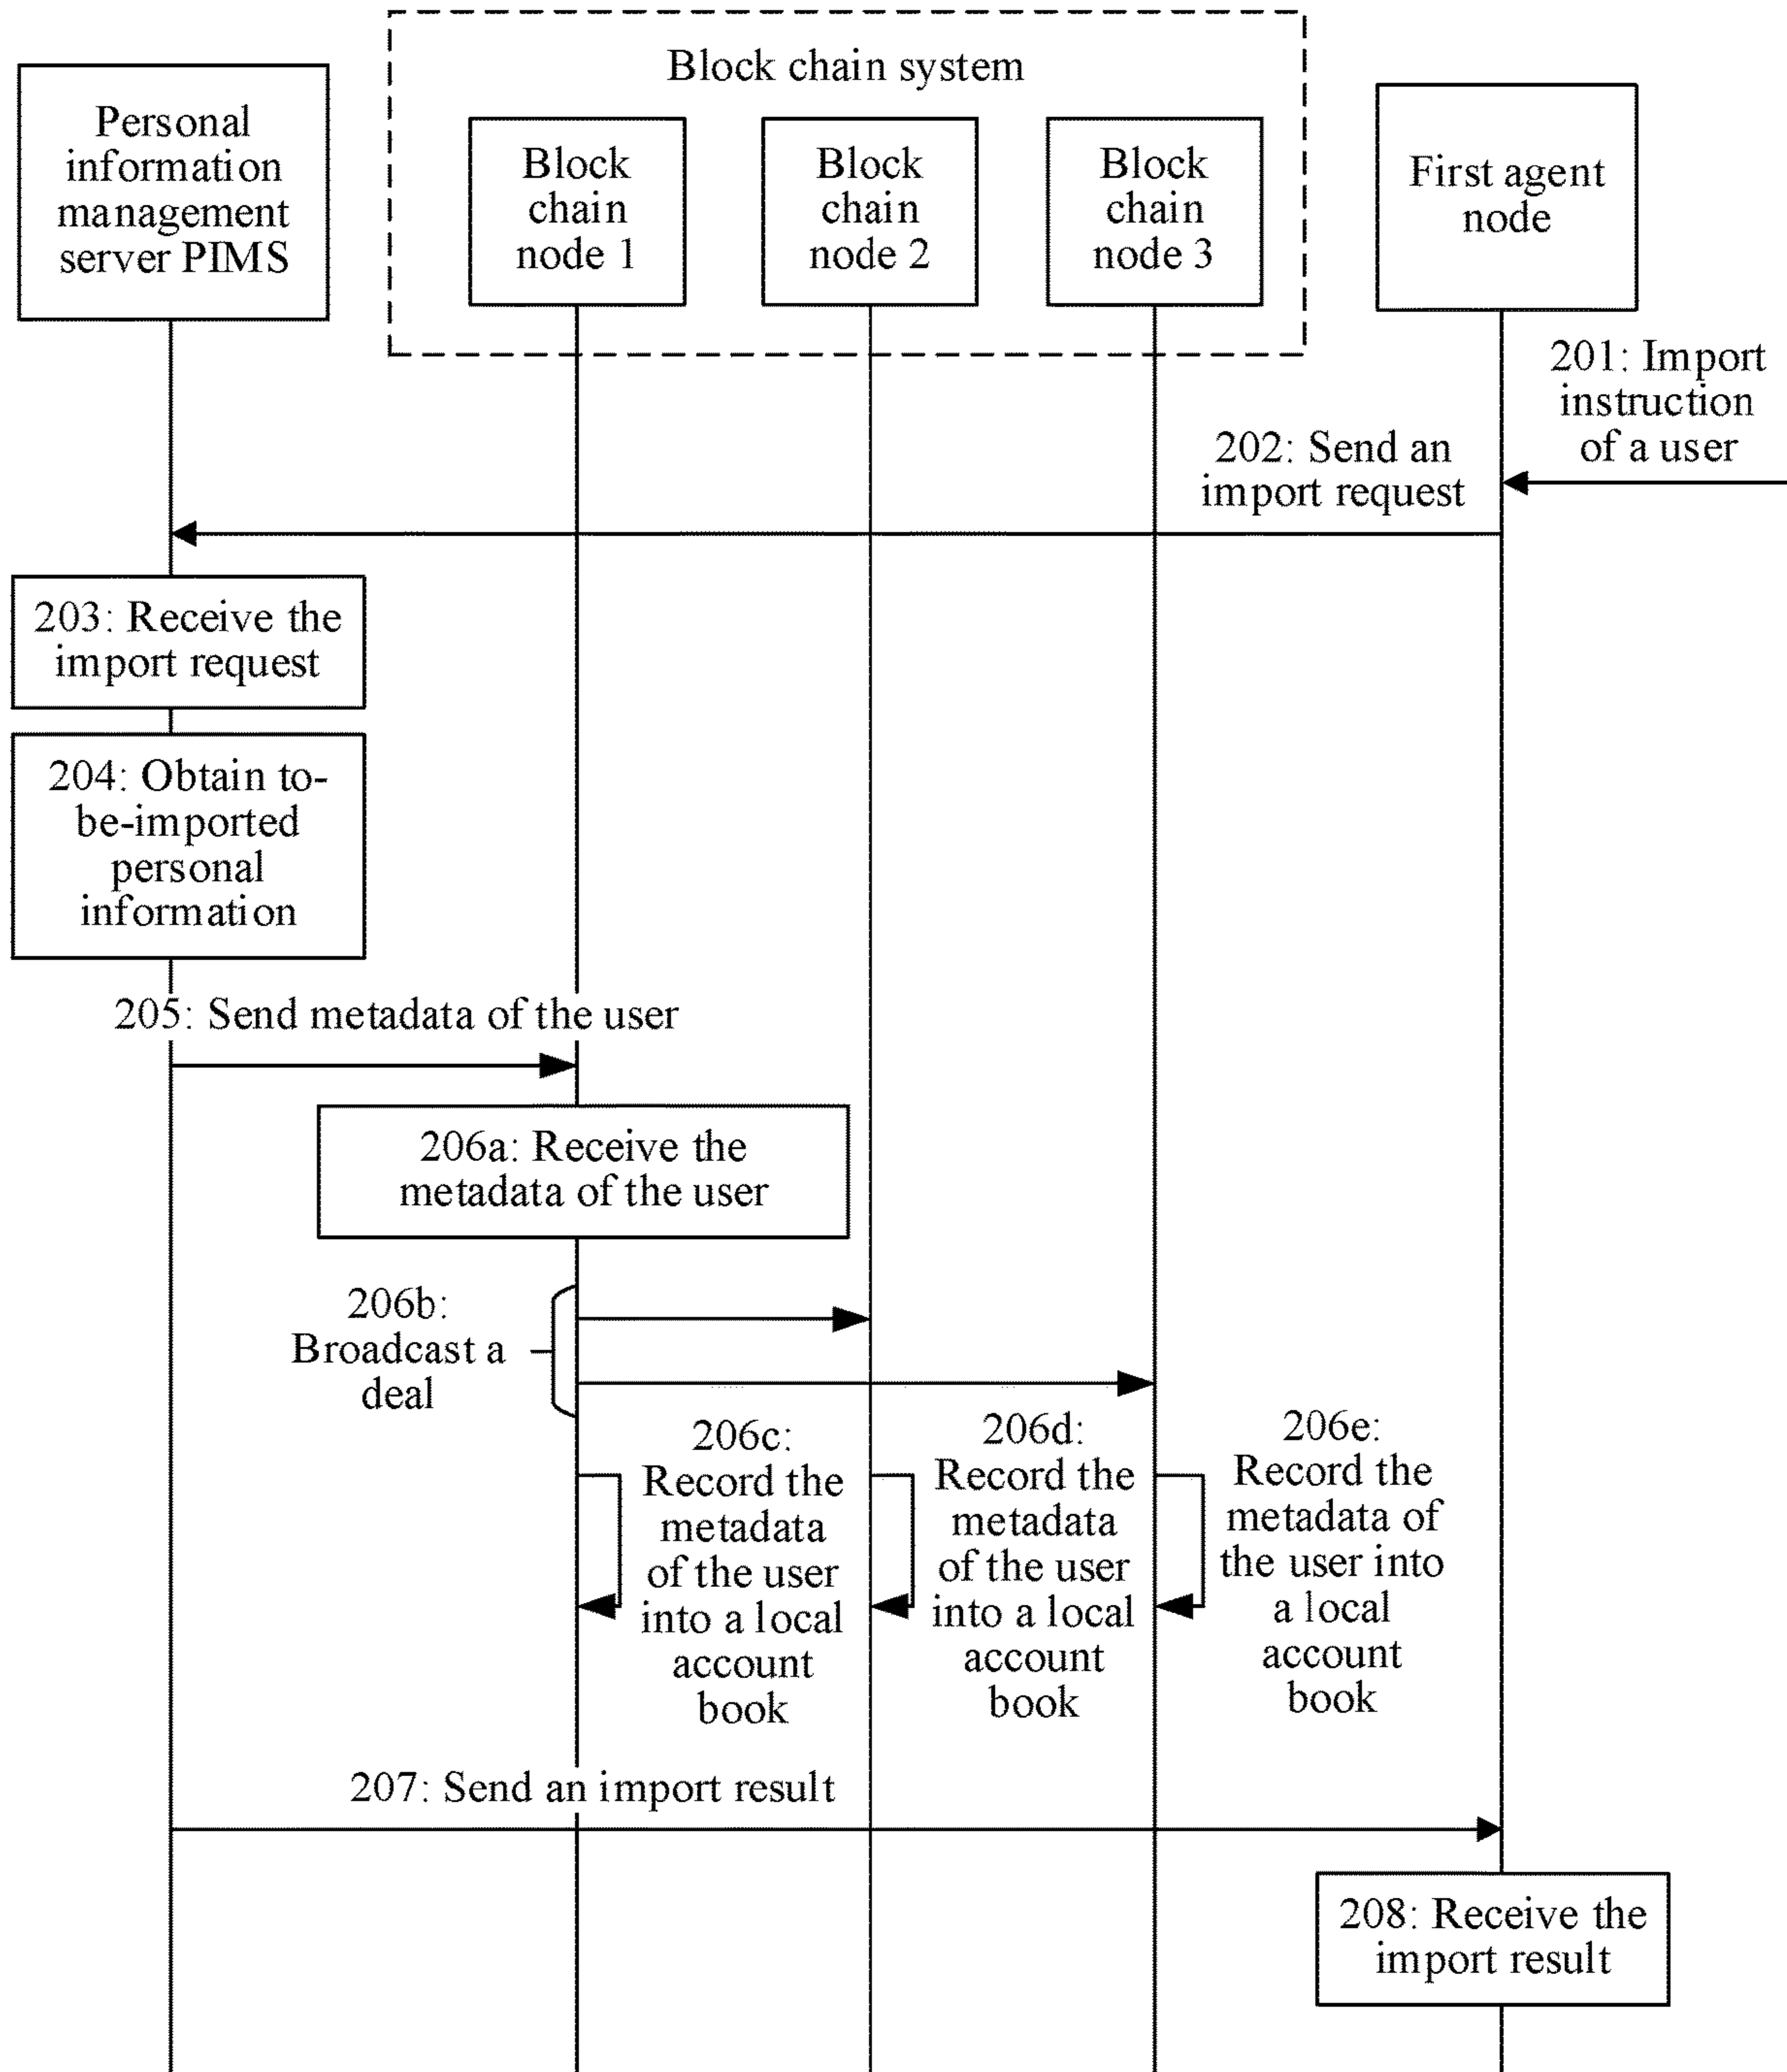 Block chain system
Personal
information
management
server PIMS
Block
chain
node 1
Block
chain
node 2
Block
chain
node 3
First agent
node
201: Import
instruction
of a user
202: Send an
import request
203: Receive the
import request
204: Obtain to-
be-imported
personal
information
205: Send metadata of the user
206a: Receive the
metadata of the user
206b:
Broadcast a
deal
206c:
Record the
metadata
of the user
into a local
account
book
206d:
Record the
metadata
of the user
into a local
account
book
206e:
Record the
metadata of
the user into
a local
account
book
207: Send an import result
208: Receive the
import result